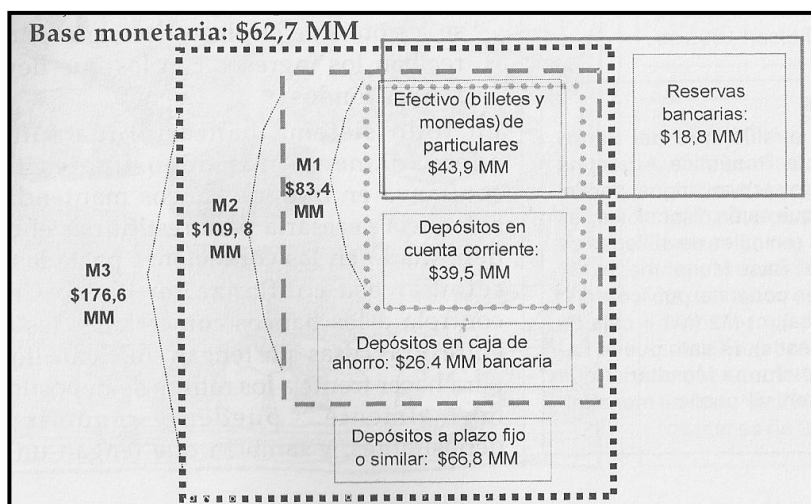 Base monetaria: $62,7 MM
Efectivo (billetes y
monedas) de
particulares
$43,9 MM
Reservas
bancarias:
$18,8 MM
M1
$83,4
MM
M2
$109, 8
MM
M3
$176,6
MM
Depósitos en
cuenta corriente:
$39,5 MM
Depósitos en caja de
ahorro: $26.4 MM bancaria
Depósitos a plazo fijo
o similar: $66,8 MM